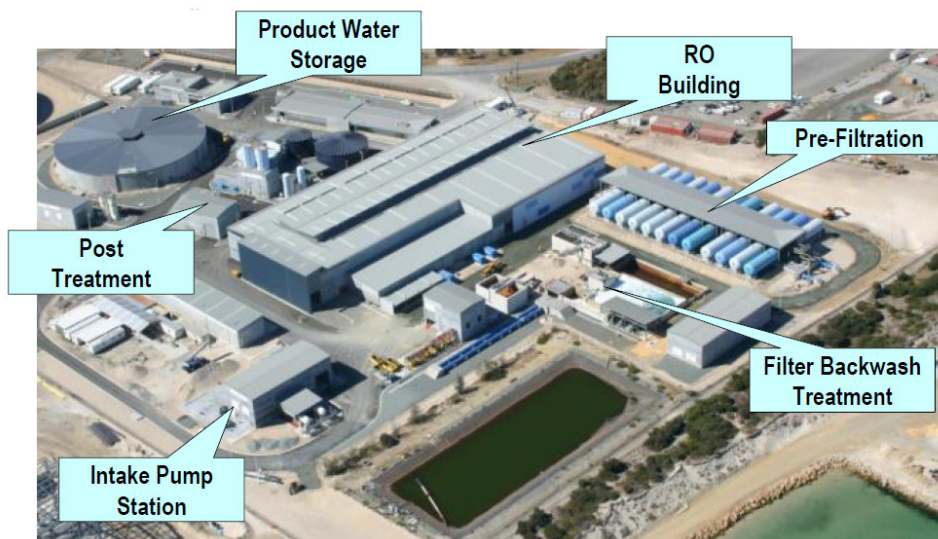 Product Water
Storage
RO
Building
Pre-Filtration
Post
Treatment
Filter Backwash
Treatment
Intake Pump
Station